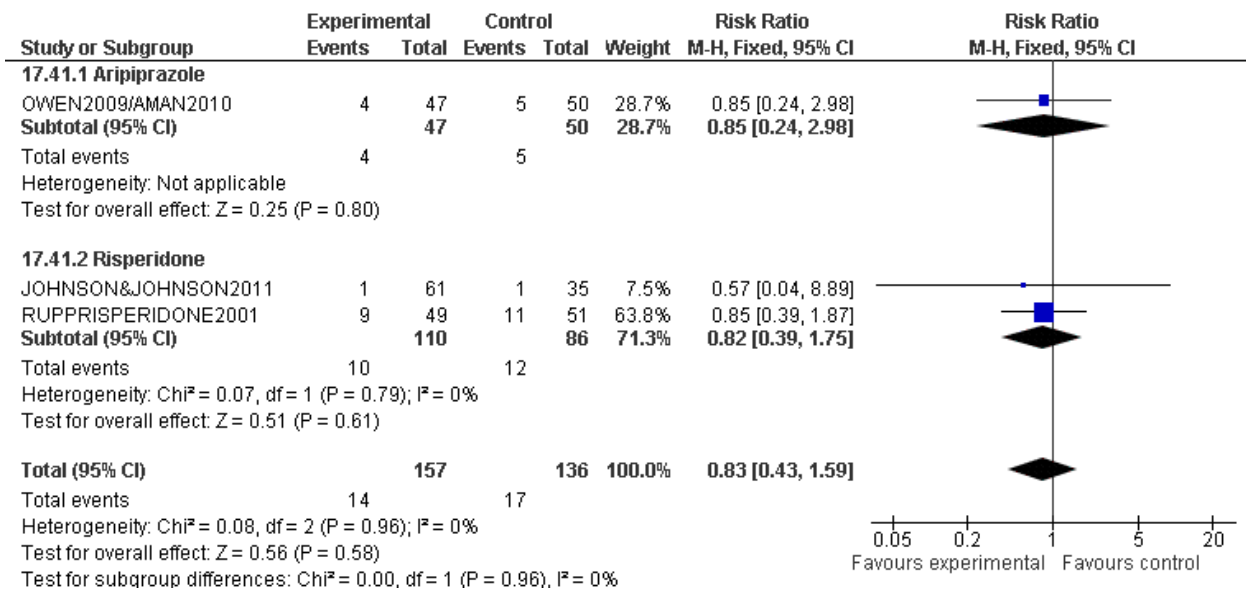 Experimental Control Risk Ratio Risk Ratio
Study or Subgroup Events Total Events Total Weight M-H, Fixed, 95% CI M-H, Fixed, 95% CI
17.41.1 Aripiprazole
OWEN2009/AMAN2010 4 47 5 50 28.7% 0.85 [0.24, 2.98]
Subtotal (95% CI) 47 50 28.7% 0.85 [0.24, 2.98]
Total events 4 5
Heterogeneity: Not applicable
Test for overall effect: Z = 0.25 (P = 0.80)
17.41.2 Risperidone
JOHNSON&JOHNSON2011 1 61 1 35 7.5% 0.57 [0.04, 8.89]
RUPPRISPERIDONE2001 9 49 11 51 63.8% 0.85 [0.39, 1.87]
Subtotal (95% CI) 110 86 71.3% 0.82 [0.39, 1.75]
Total events 10 12
Heterogeneity: Chi² = 0.07, df = 1 (P = 0.79); I² = 0%
Test for overall effect: Z = 0.51 (P = 0.61)
Total (95% CI) 157 136 100.0% 0.83 [0.43, 1.59]
Total events 14 17
Heterogeneity: Chi² = 0.08, df = 2 (P = 0.96); I² = 0%
Test for overall effect: Z = 0.56 (P = 0.58)
Test for subgroup differences: Chi² = 0.00, df = 1 (P = 0.96), I² = 0%
0.05 0.2 1 5 20
Favours experimental Favours control